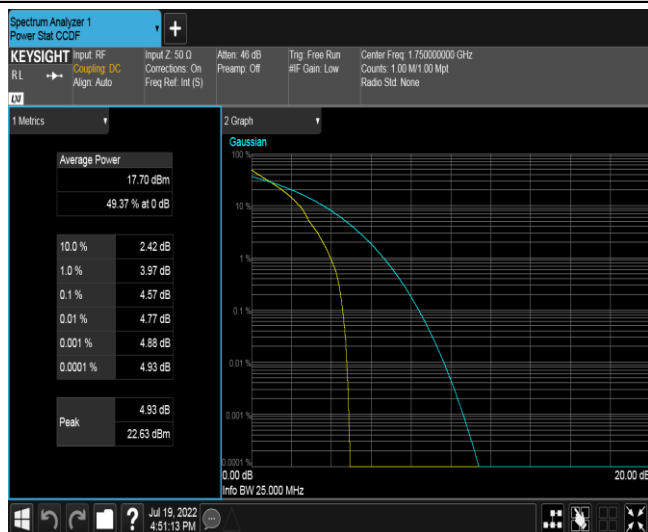 Spectrum Analyzer 1
Power Stat CCDF
+
KEYSIGHT
RL
LXI
Input: RF
Coupling: DC
Align: Auto
Input Z: 50 Ω
Corrections: On
Freq Ref: Int (S)
Atten: 46 dB
Preamp: Off
Trig: Free Run
#IF Gain: Low
Center Freq: 1.750000000 GHz
Counts: 1.00 M/1.00 Mpt
Radio Std: None
1 Metrics
Average Power
17.70 dBm
49.37 % at 0 dB
10.0 % 2.42 dB
1.0 % 3.97 dB
0.1 % 4.57 dB
0.01 % 4.77 dB
0.001 % 4.88 dB
0.0001 % 4.93 dB
Peak
4.93 dB
22.63 dBm
2 Graph
Gaussian
100 %
10 %
1 %
0.1 %
0.01 %
0.001 %
0.0001 %
0.00 dB 20.00 dB
Info BW 25.000 MHz
?
Jul 19, 2022
4:51:13 PM